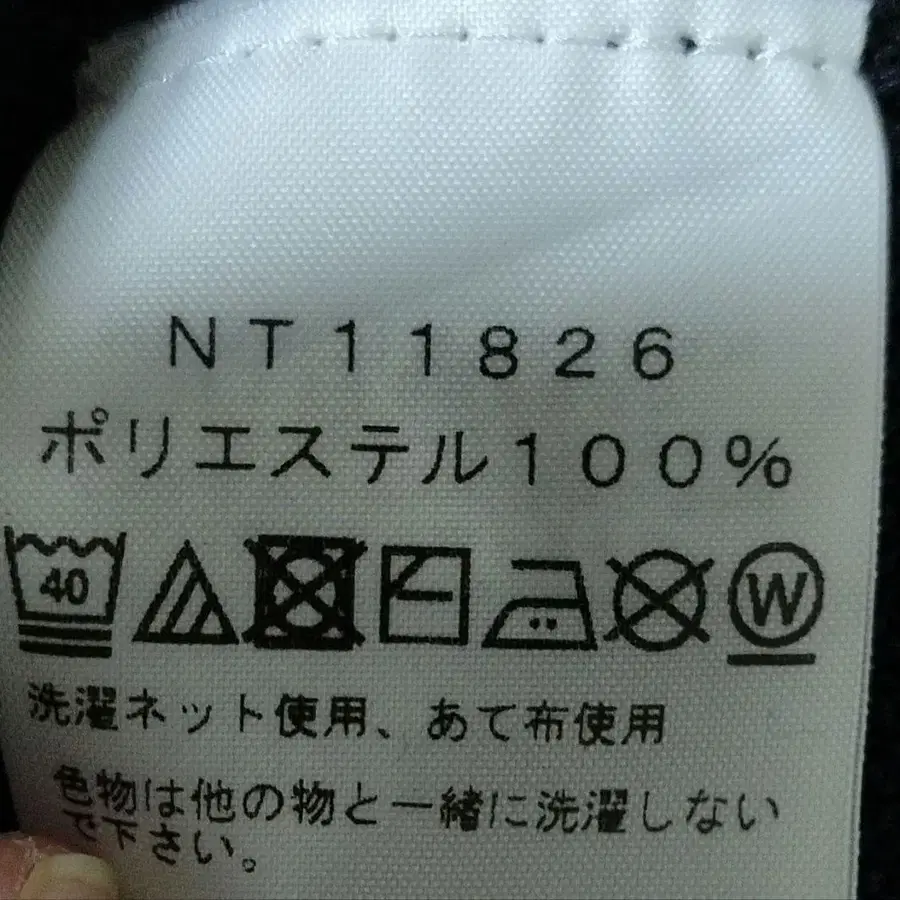 NT11826
ポリエステル100%
40 W
洗濯ネット使用、あて布使用
色物は他の物と一緒に洗濯しない
で下さい。